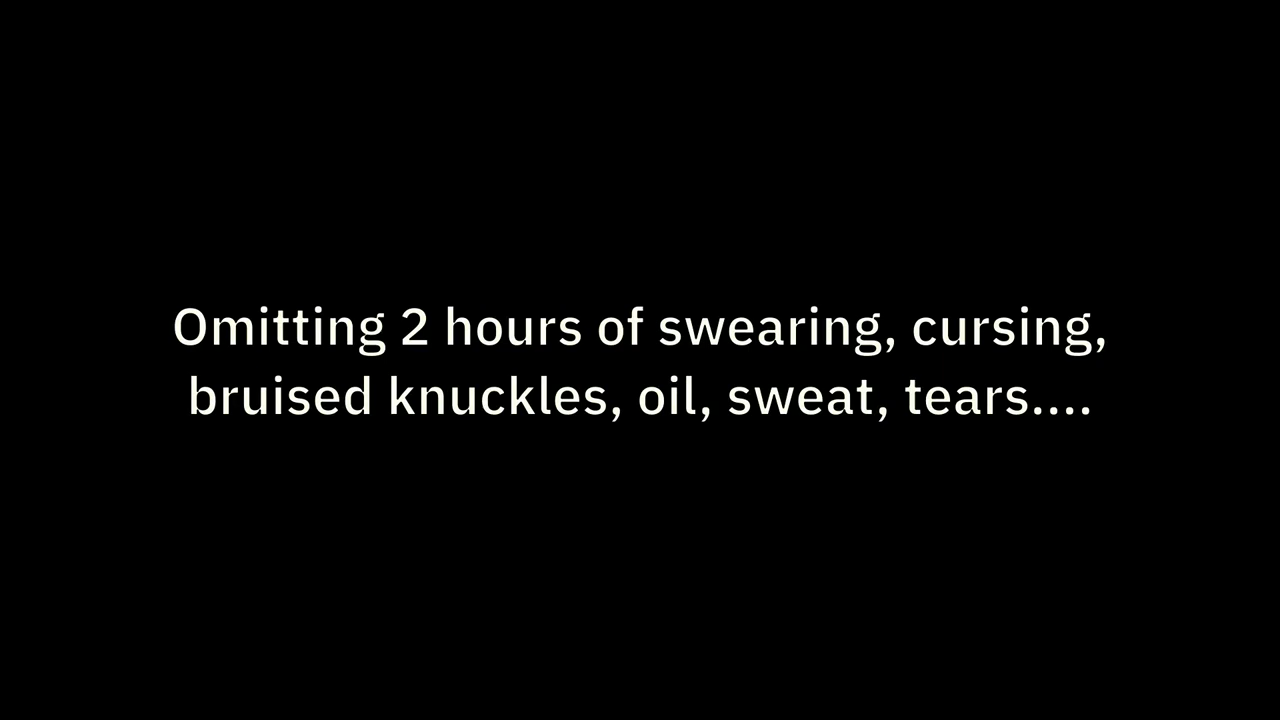 Omitting 2 hours of swearing, cursing,
bruised knuckles, oil, sweat, tears....